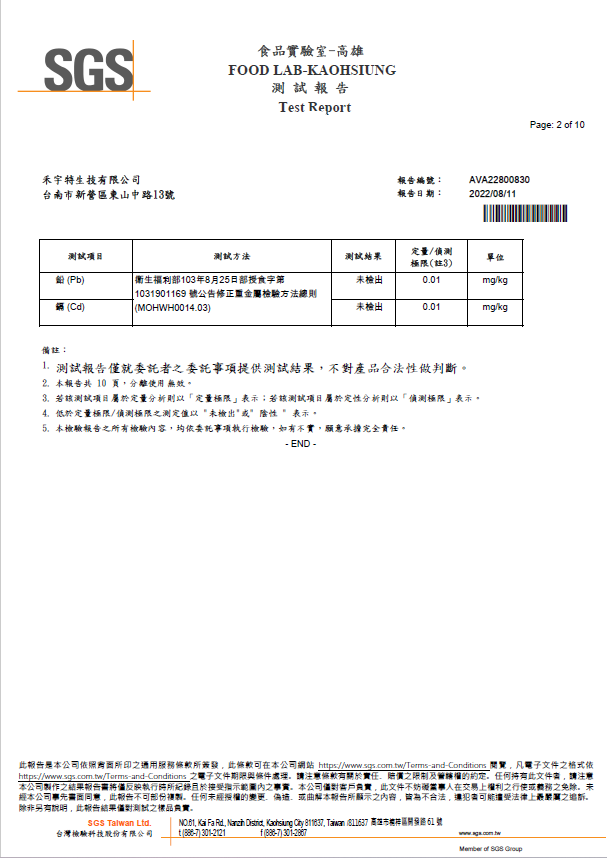 SGS
食品實驗室-高雄
FOOD LAB-KAOHSIUNG
測 試 報 告
Test Report
Page: 2 of 10
禾宇特生技有限公司
台南市新營區東山中路13號
報告編號： AVA22800830
報告日期： 2022/08/11
測試項目 測試方法 測試結果 定量/偵測極限(註3) 單位
鉛 (Pb) 衛生福利部103年8月25日部授食字第 未檢出 0.01 mg/kg
1031901169 號公告修正重金屬檢驗方法總則
鎘 (Cd) (MOHWH0014.03) 未檢出 0.01 mg/kg
備註：
1. 測試報告僅就委託者之委託事項提供測試結果，不對產品合法性做判斷。
2. 本報告共 10 頁，分離使用無效。
3. 若該測試項目屬於定量分析則以「定量極限」表示；若該測試項目屬於定性分析則以「偵測極限」表示。
4. 低於定量極限/偵測極限之測定值以 "未檢出"或" 陰性 " 表示。
5. 本檢驗報告之所有檢驗內容，均依委託事項執行檢驗，如有不實，願意承擔完全責任。
- END -
此報告是本公司依照背面所印之通用服務條款所簽發，此條款可在本公司網站 https://www.sgs.com.tw/Terms-and-Conditions 閱覽，凡電子文件之格式依
https://www.sgs.com.tw/Terms-and-Conditions 之電子文件期限與條件處理。請注意條款有關於責任、賠償之限制及管轄權的約定。任何持有此文件者，請注意
本公司製作之結果報告書將僅反映執行時所紀錄且於接受指示範圍內之事實。本公司僅對客戶負責，此文件不妨礙當事人在交易上權利之行使或義務之免除。未
經本公司事先書面同意，此報告不可部份複製。任何未經授權的變更、偽造、或曲解本報告所顯示之內容，皆為不合法，違犯者可能遭受法律上最嚴厲之追訴。
除非另有說明，此報告結果僅對測試之樣品負責。
SGS Taiwan Ltd.
台灣檢驗科技股份有限公司
NO.61, Kai Fa Rd., Nanzih District, Kaohsiung City 811637, Taiwan /811637 高雄市楠梓區開發路 61 號
t (886-7) 301-2121 f (886-7) 301-2867
www.sgs.com.tw
Member of SGS Group